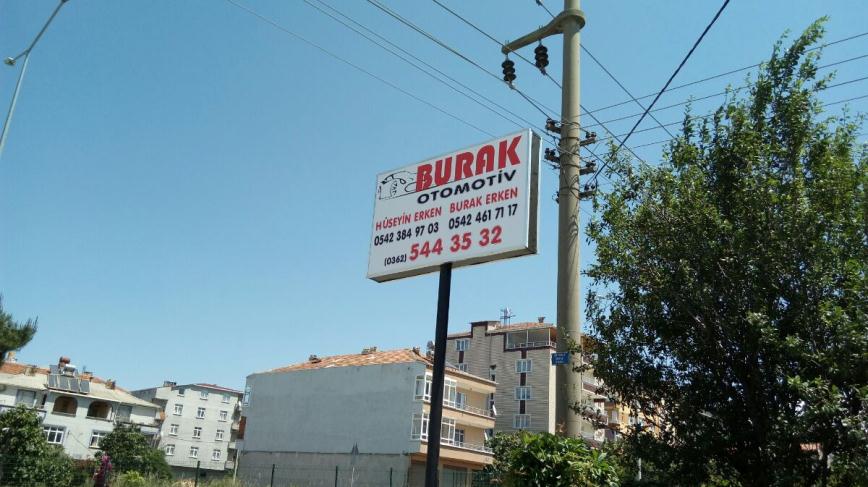 BURAK
OTOMOTİV
HÜSEYİN ERKEN BURAK ERKEN
0542 384 97 03 0542 461 71 17
(0362) 544 35 32